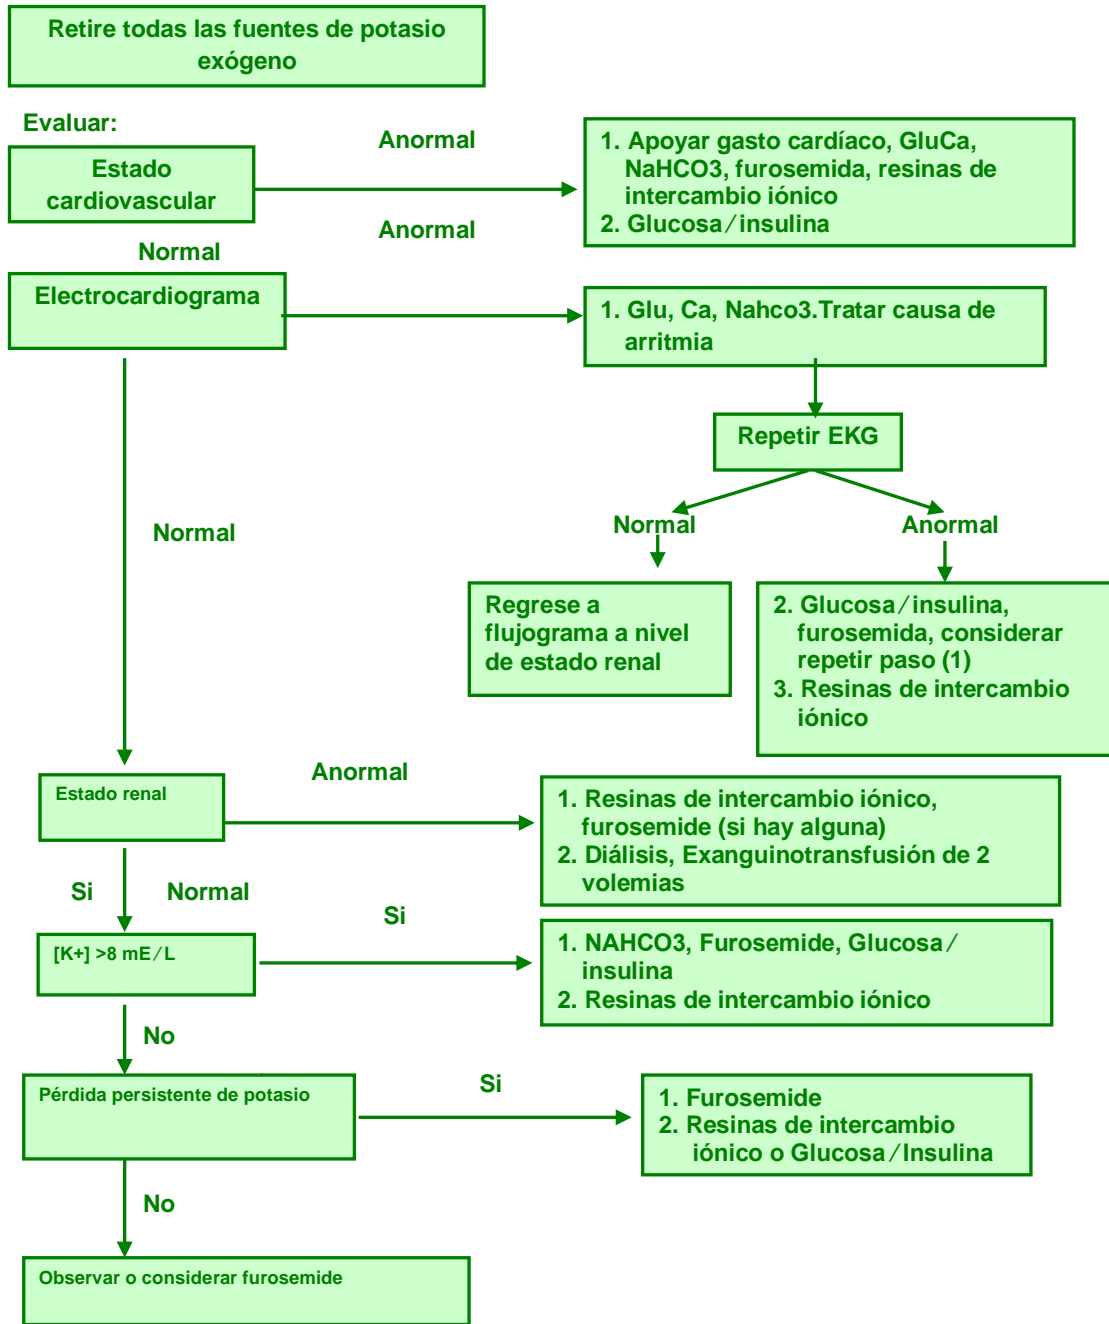 Retire todas las fuentes de potasio
exógeno
Evaluar:
Anormal
Estado
cardiovascular
1. Apoyar gasto cardíaco, GluCa,
NaHCO3, furosemida, resinas de
intercambio iónico
2. Glucosa/insulina
Anormal
Normal
Electrocardiograma
1. Glu, Ca, Nahco3.Tratar causa de
arritmia
Repetir EKG
Normal
Normal
Anormal
Regrese a
flujograma a nivel
de estado renal
2. Glucosa/insulina,
furosemida, considerar
repetir paso (1)
3. Resinas de intercambio
iónico
Anormal
Estado renal
1. Resinas de intercambio iónico,
furosemide (si hay alguna)
2. Diálisis, Exanguinotransfusión de 2
volemias
Si Normal
Si
[K+] >8 mE/L
1. NAHCO3, Furosemide, Glucosa/
insulina
2. Resinas de intercambio iónico
No
Pérdida persistente de potasio
Si
1. Furosemide
2. Resinas de intercambio
iónico o Glucosa/Insulina
No
Observar o considerar furosemide